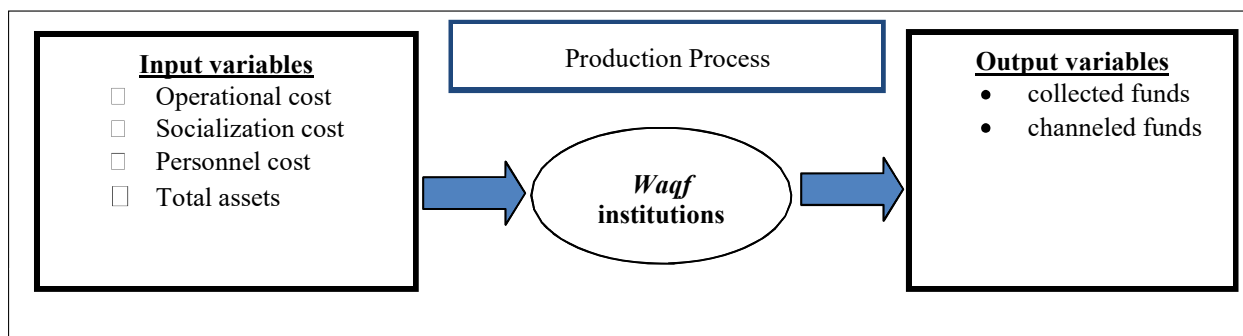 Input variables
Operational cost
Socialization cost
Personnel cost
Total assets
Production Process
Waqf
institutions
Output variables
• collected funds
• channeled funds